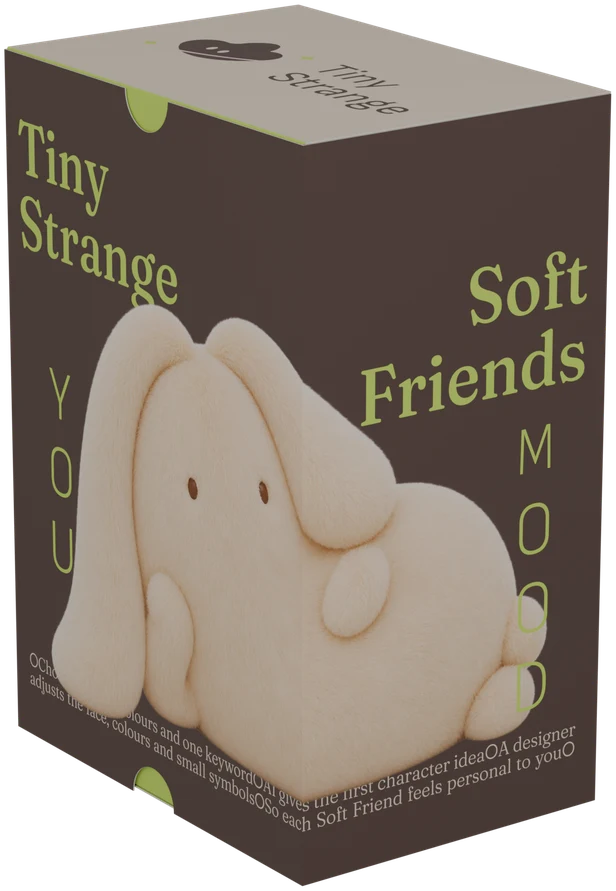 Tiny
Strange
Tiny
Strange
Soft
Friends
YOU
MOOD
olours and one keywordOAI gives the first character ideaOA designer
adjusts the face, colours and small symbolsOSo each Soft Friend feels personal to youO